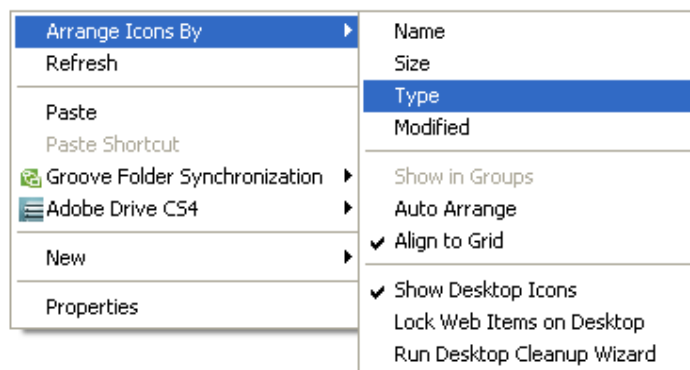 Arrange Icons By
Refresh
Paste
Paste Shortcut
Groove Folder Synchronization
Adobe Drive CS4
New
Properties
Name
Size
Type
Modified
Show in Groups
Auto Arrange
Align to Grid
Show Desktop Icons
Lock Web Items on Desktop
Run Desktop Cleanup Wizard